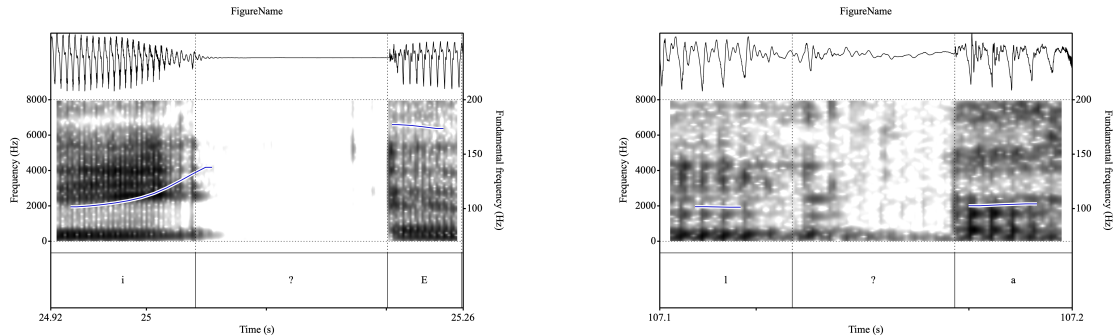 FigureName
8000
6000
4000
2000
0
Frequency (Hz)
200
150
100
Fundamental frequency (Hz)
i ? E
24.92 25 25.26
Time (s)
FigureName
8000
6000
4000
2000
0
Frequency (Hz)
200
150
100
Fundamental frequency (Hz)
l ? a
107.1 107.2
Time (s)